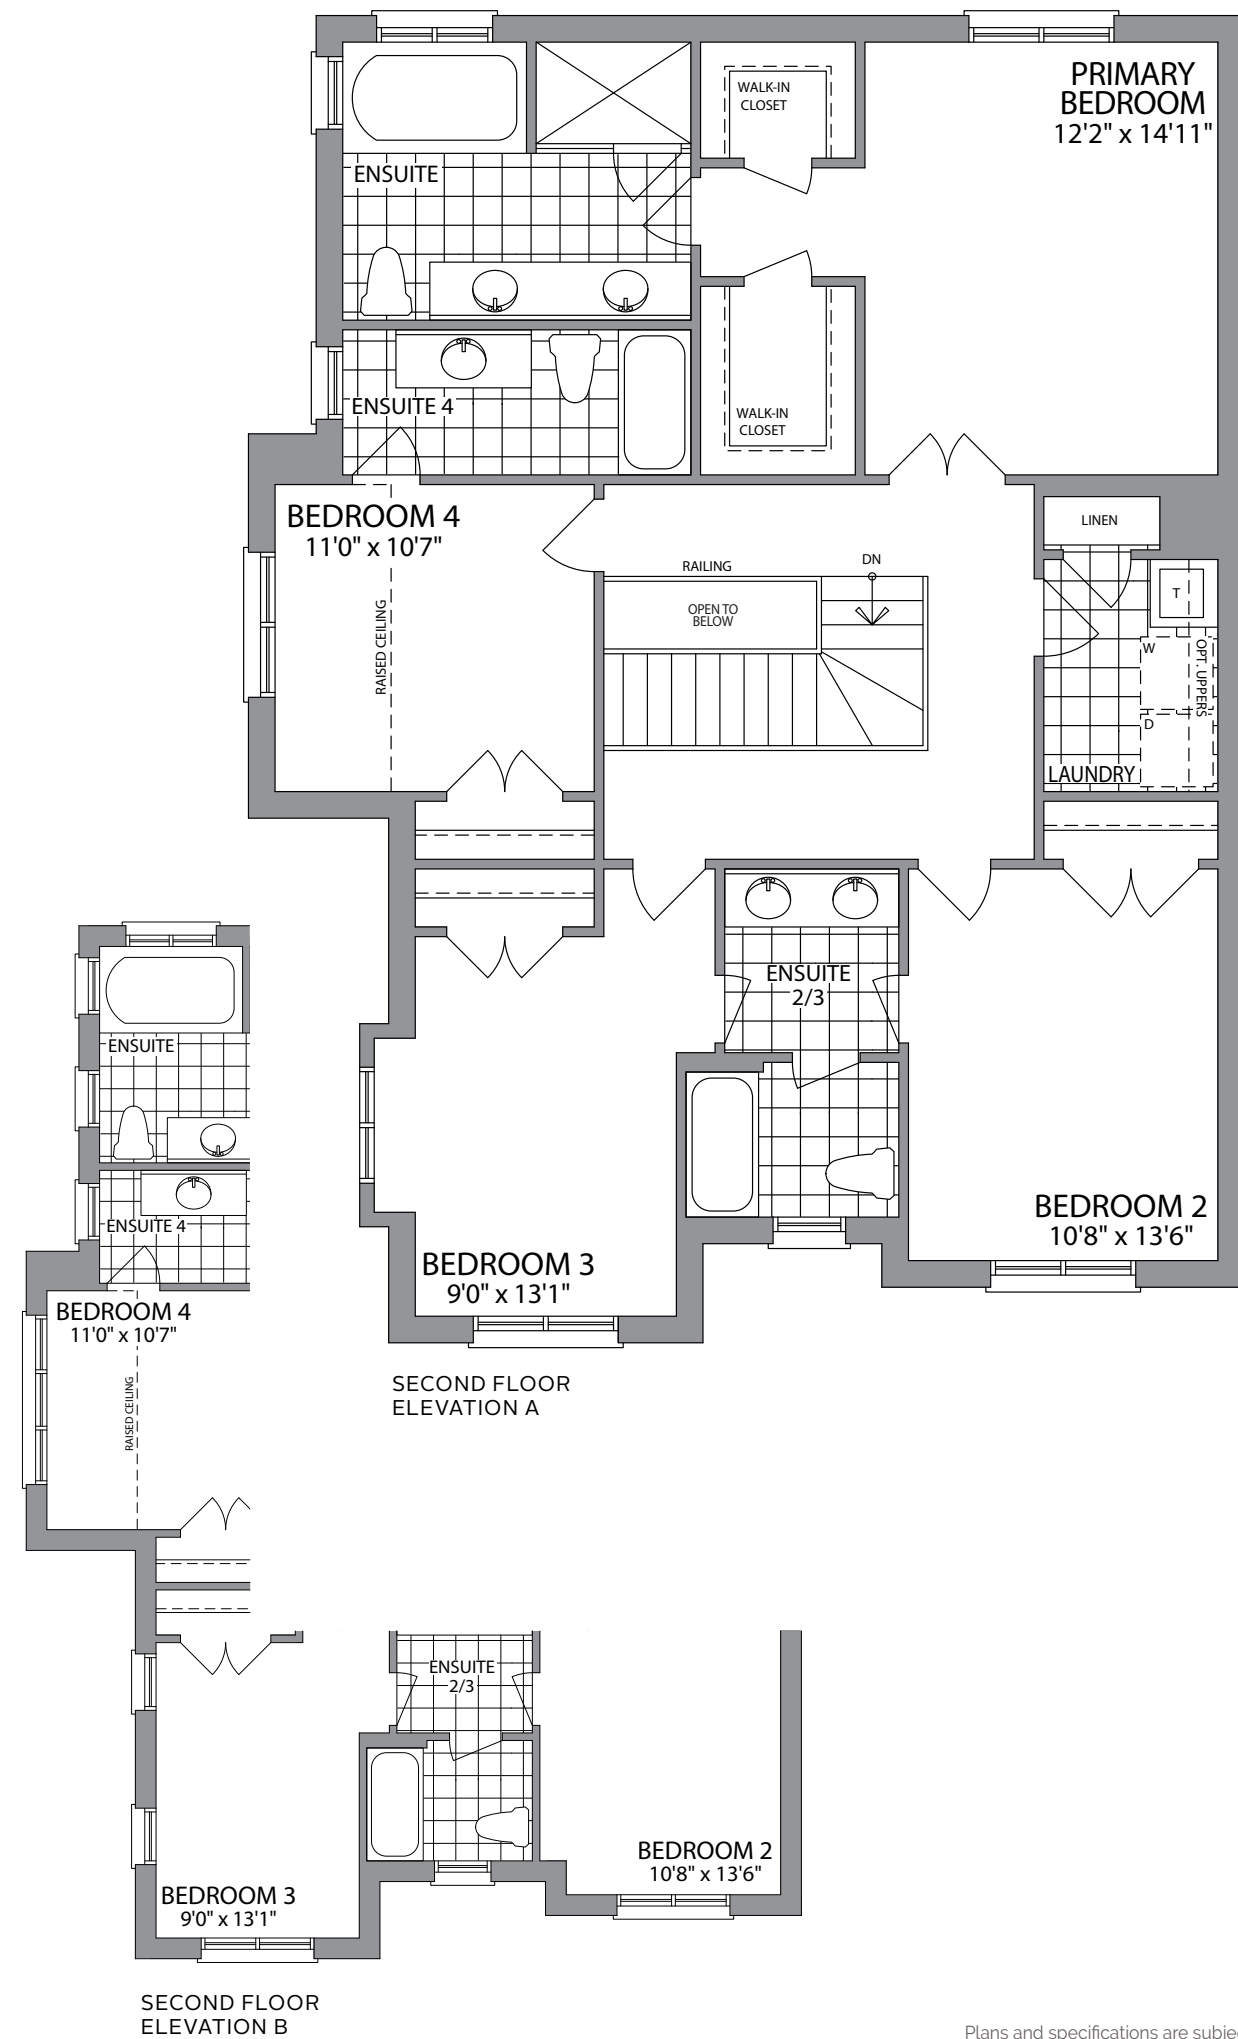 PRIMARY
BEDROOM
12'2" x 14'11"
WALK-IN
CLOSET
ENSUITE
WALK-IN
CLOSET
ENSUITE 4
BEDROOM 4
11'0" x 10'7"
LINEN
RAILING
DN
OPEN TO
BELOW
T
RAISED CEILING
W
OPT. UPPERS
D
LAUNDRY
ENSUITE
2/3
BEDROOM 2
10'8" x 13'6"
BEDROOM 3
9'0" x 13'1"
SECOND FLOOR
ELEVATION A
ENSUITE
ENSUITE 4
BEDROOM 4
11'0" x 10'7"
RAISED CEILING
ENSUITE
2/3
BEDROOM 2
10'8" x 13'6"
BEDROOM 3
9'0" x 13'1"
SECOND FLOOR
ELEVATION B
Plans and specifications are